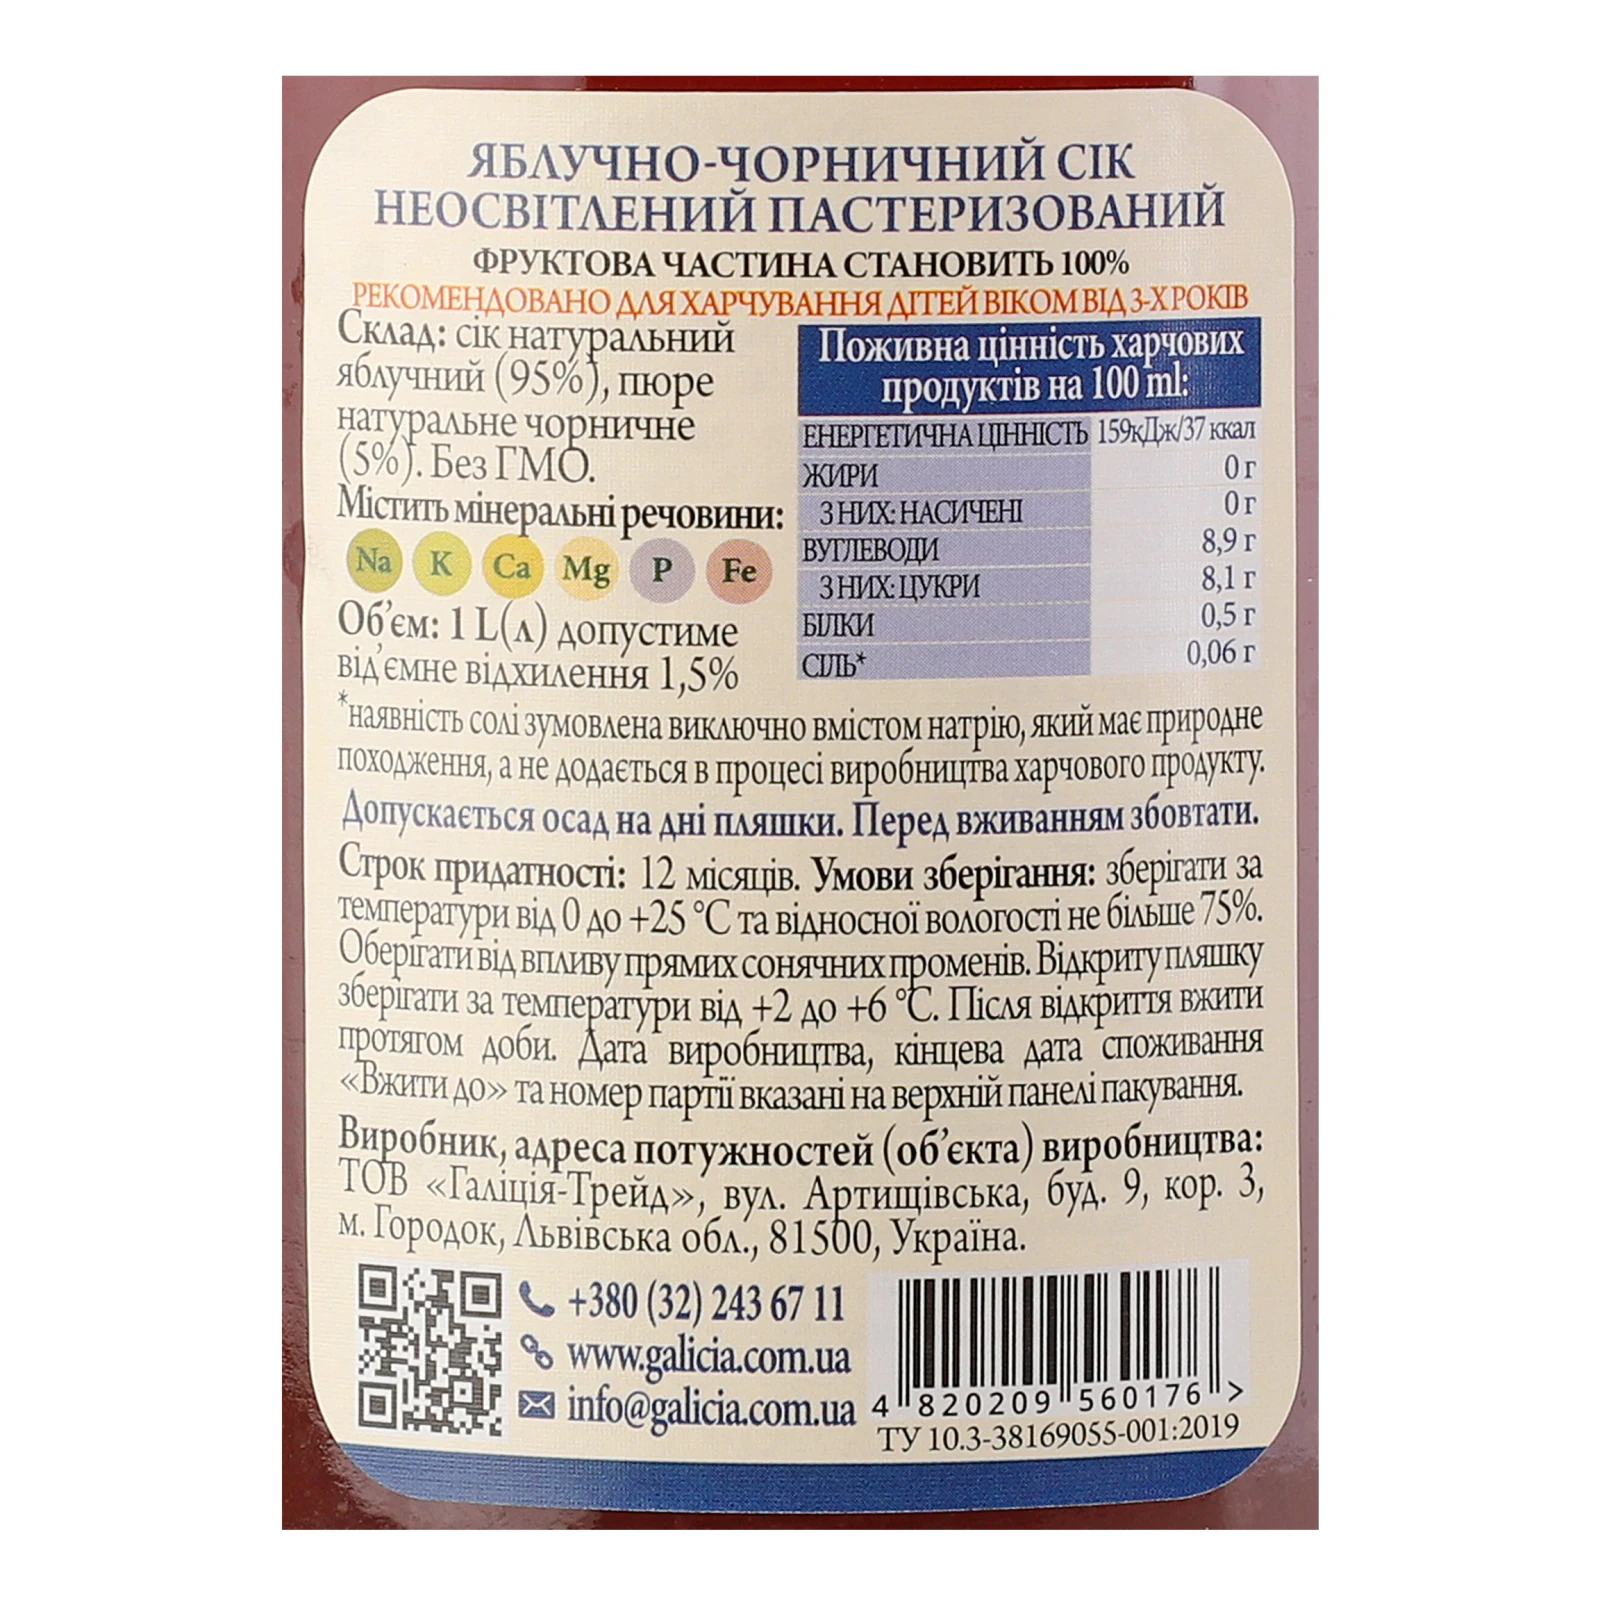 ЯБЛУЧНО-ЧОРНИЧНИЙ СІК
НЕОСВІТЛЕНИЙ ПАСТЕРИЗОВАНИЙ
ФРУКТОВА ЧАСТИНА СТАНОВИТЬ 100%
РЕКОМЕНДОВАНО ДЛЯ ХАРЧУВАННЯ ДІТЕЙ ВІКОМ ВІД 3-Х РОКІВ
Склад: сік натуральний
яблучний (95%), пюре
натуральне чорничне
(5%). Без ГМО.
Містить мінеральні речовини:
Na K Ca Mg P Fe
Об’єм: 1 L(л) допустиме
від’ємне відхилення 1,5%
Поживна цінність харчових
продуктів на 100 ml:
ЕНЕРГЕТИЧНА ЦІННІСТЬ 159кДж/37 ккал
ЖИРИ 0 г
З НИХ: НАСИЧЕНІ 0 г
ВУГЛЕВОДИ 8,9 г
З НИХ: ЦУКРИ 8,1 г
БІЛКИ 0,5 г
СІЛЬ* 0,06 г
*наявність солі зумовлена виключно вмістом натрію, який має природне
походження, а не додається в процесі виробництва харчового продукту.
Допускається осад на дні пляшки. Перед вживанням збовтати.
Строк придатності: 12 місяців. Умови зберігання: зберігати за
температури від 0 до +25 °С та відносної вологості не більше 75%.
Оберігати від впливу прямих сонячних променів. Відкриту пляшку
зберігати за температури від +2 до +6 °С. Після відкриття вжити
протягом доби. Дата виробництва, кінцева дата споживання
«Вжити до» та номер партії вказані на верхній панелі пакування.
Виробник, адреса потужностей (об’єкта) виробництва:
ТОВ «Галіція-Трейд», вул. Артищівська, буд. 9, кор. 3,
м. Городок, Львівська обл., 81500, Україна.
+380 (32) 243 67 11
www.galicia.com.ua
info@galicia.com.ua
4 820209 560176 >
ТУ 10.3-38169055-001:2019